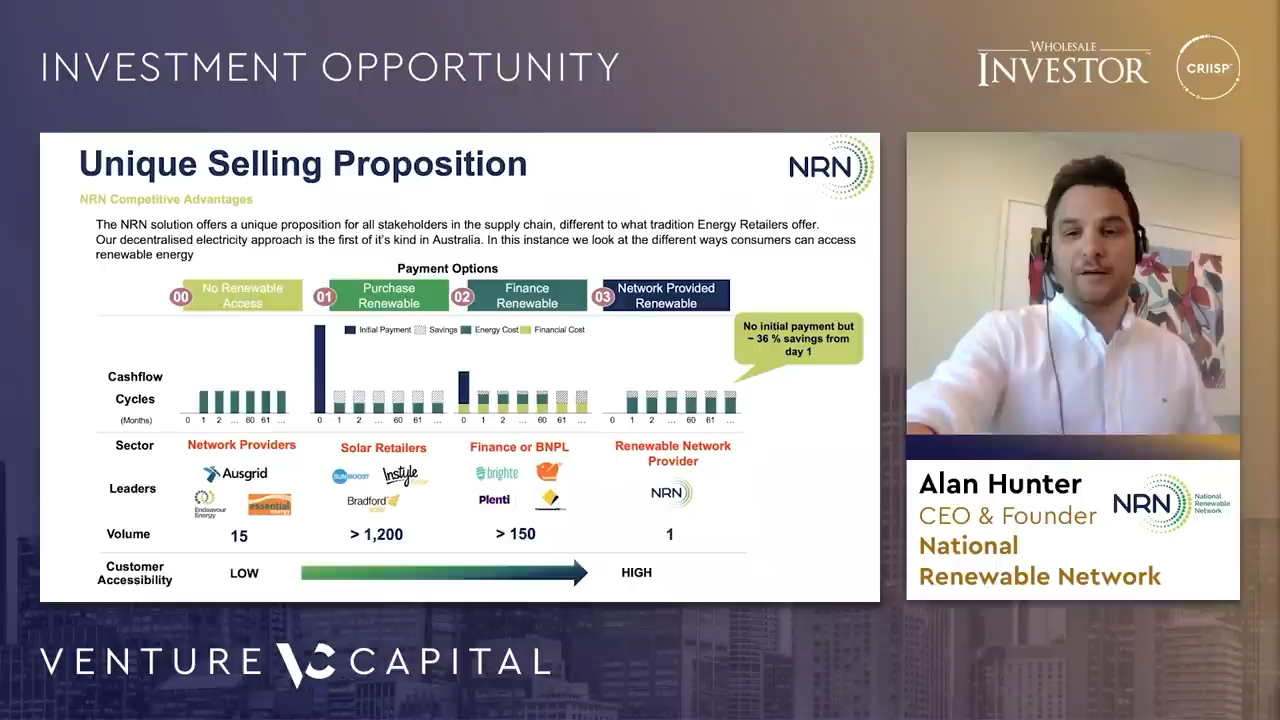 INVESTMENT OPPORTUNITY
WHOLESALE
INVESTOR
CRIISP
Unique Selling Proposition
NRN
NRN Competitive Advantages
The NRN solution offers a unique proposition for all stakeholders in the supply chain, different to what tradition Energy Retailers offer.
Our decentralised electricity approach is the first of it's kind in Australia. In this instance we look at the different ways consumers can access
renewable energy
Payment Options
00 No Renewable Access
01 Purchase Renewable
02 Finance Renewable
03 Network Provided Renewable
Initial Payment Savings Energy Cost Financial Cost
No initial payment but
~ 36 % savings from
day 1
Cashflow
Cycles
(Months)
0 1 2 ... 60 61 ...
0 1 2 ... 60 61 ...
0 1 2 ... 60 61 ...
0 1 2 ... 60 61 ...
Sector
Network Providers
Solar Retailers
Finance or BNPL
Renewable Network
Provider
Leaders
Ausgrid
Endeavour
Energy
essential
energy
SUNBOOST
Instyle
Bradford
solar
brighte
Plenti
NRN
Volume
15
> 1,200
> 150
1
Customer
Accessibility
LOW
HIGH
Alan Hunter
CEO & Founder
National
Renewable Network
NRN
National
Renewable
Network
VENTURE VC CAPITAL